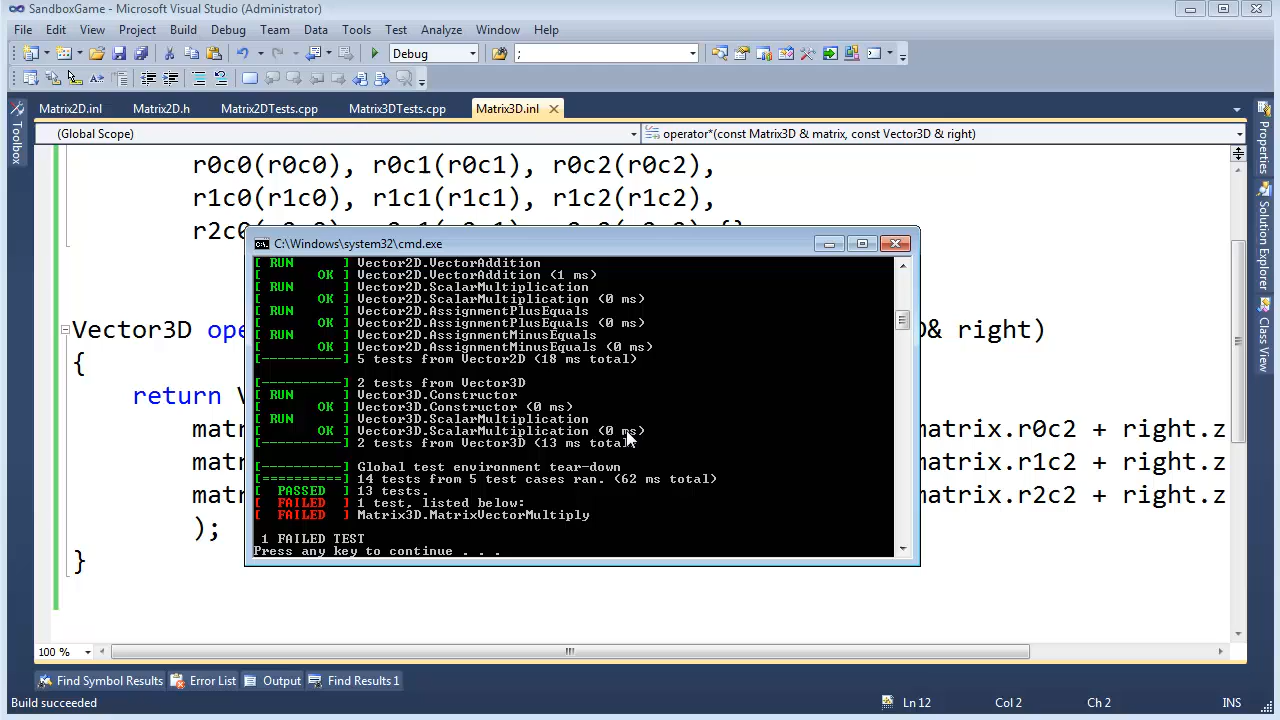 SandboxGame - Microsoft Visual Studio (Administrator)
File Edit View Project Build Debug Team Data Tools Test Analyze Window Help
Debug ;
Matrix2D.inl Matrix2D.h Matrix2DTests.cpp Matrix3DTests.cpp Matrix3D.inl
(Global Scope) operator*(const Matrix3D & matrix, const Vector3D & right)
Toolbox
Properties
Solution Explorer
Class View
r0c0(r0c0), r0c1(r0c1), r0c2(r0c2),
r1c0(r1c0), r1c1(r1c1), r1c2(r1c2),
C:\Windows\system32\cmd.exe
[ RUN ] Vector2D.VectorAddition
[ OK ] Vector2D.VectorAddition (1 ms)
[ RUN ] Vector2D.ScalarMultiplication
[ OK ] Vector2D.ScalarMultiplication (0 ms)
[ RUN ] Vector2D.AssignmentPlusEquals
[ OK ] Vector2D.AssignmentPlusEquals (0 ms)
[ RUN ] Vector2D.AssignmentMinusEquals
[ OK ] Vector2D.AssignmentMinusEquals (0 ms)
[----------] 5 tests from Vector2D (18 ms total)
[----------] 2 tests from Vector3D
[ RUN ] Vector3D.Constructor
[ OK ] Vector3D.Constructor (0 ms)
[ RUN ] Vector3D.ScalarMultiplication
[ OK ] Vector3D.ScalarMultiplication (0 ms)
[----------] 2 tests from Vector3D (13 ms total)
[----------] Global test environment tear-down
[==========] 14 tests from 5 test cases ran. (62 ms total)
[ PASSED ] 13 tests.
[ FAILED ] 1 test, listed below:
[ FAILED ] Matrix3D.MatrixVectorMultiply
1 FAILED TEST
Press any key to continue . . .
Vector3D ope & right)
{
return
matr matrix.r0c2 + right.z
matr matrix.r1c2 + right.z
matr matrix.r2c2 + right.z
);
}
100 %
Find Symbol Results Error List Output Find Results 1
Build succeeded Ln 12 Col 2 Ch 2 INS